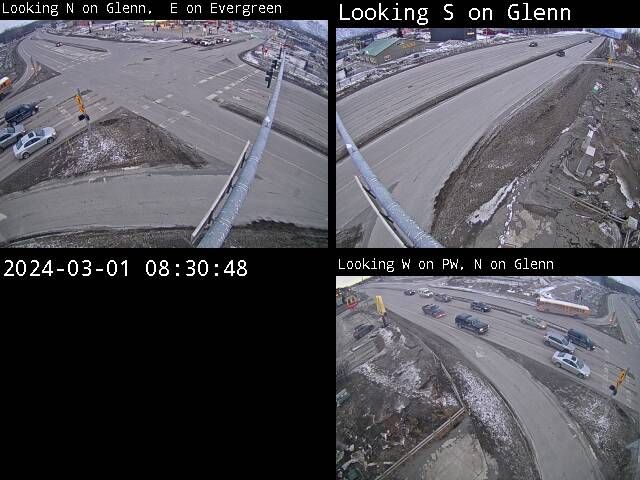 Looking N on Glenn,  E on Evergreen
Looking S on Glenn
2024-03-01 08:30:48
Looking W on PW, N on Glenn